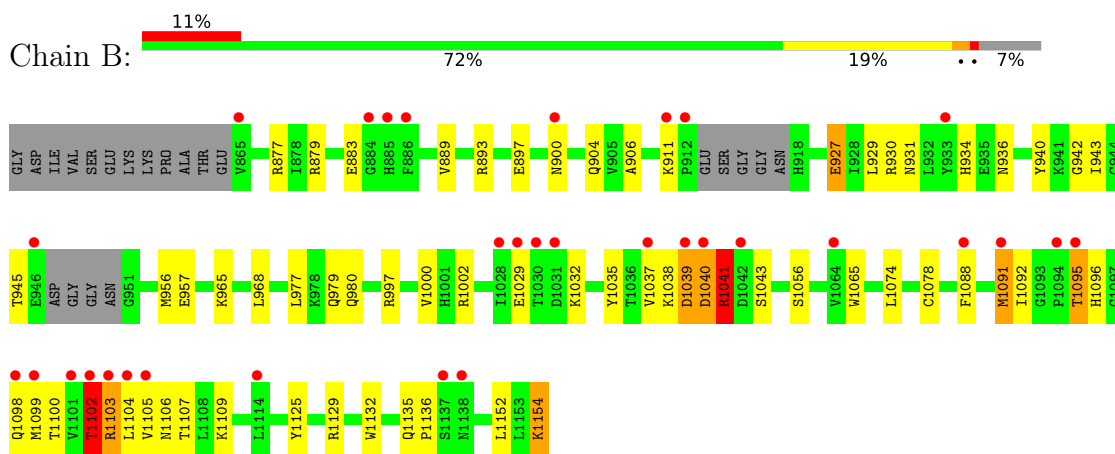 11%
Chain B:
72% 19% • • 7%
GLY ASP ILE VAL SER GLU LYS LYS PRO ALA THR GLU V865 R877 I878 R879 E883 G884 H885 F886 V889 R893 E897 N900 Q904 V905 A906 K911 P912 GLU SER GLY GLY ASN H918 E927 I928 L929 R930 N931 L932 Y933 H934 E935 N936 Y940 K941 G942 I943 C944
T945 E946 ASP GLY GLY ASN G951 M956 E957 K965 L968 L977 K978 Q979 Q980 R997 V1000 H1001 R1002 I1028 E1029 T1030 D1031 K1032 Y1035 T1036 V1037 K1038 D1039 D1040 R1041 D1042 S1043 S1056 V1064 W1065 L1074 C1078 F1088 M1091 I1092 G1093 P1094 T1095 H1096 G1097
Q1098 M1099 T1100 V1101 T1102 R1103 L1104 V1105 N1106 T1107 L1108 K1109 L1114 Y1125 R1129 W1132 Q1135 P1136 S1137 N1138 L1152 L1153 K1154